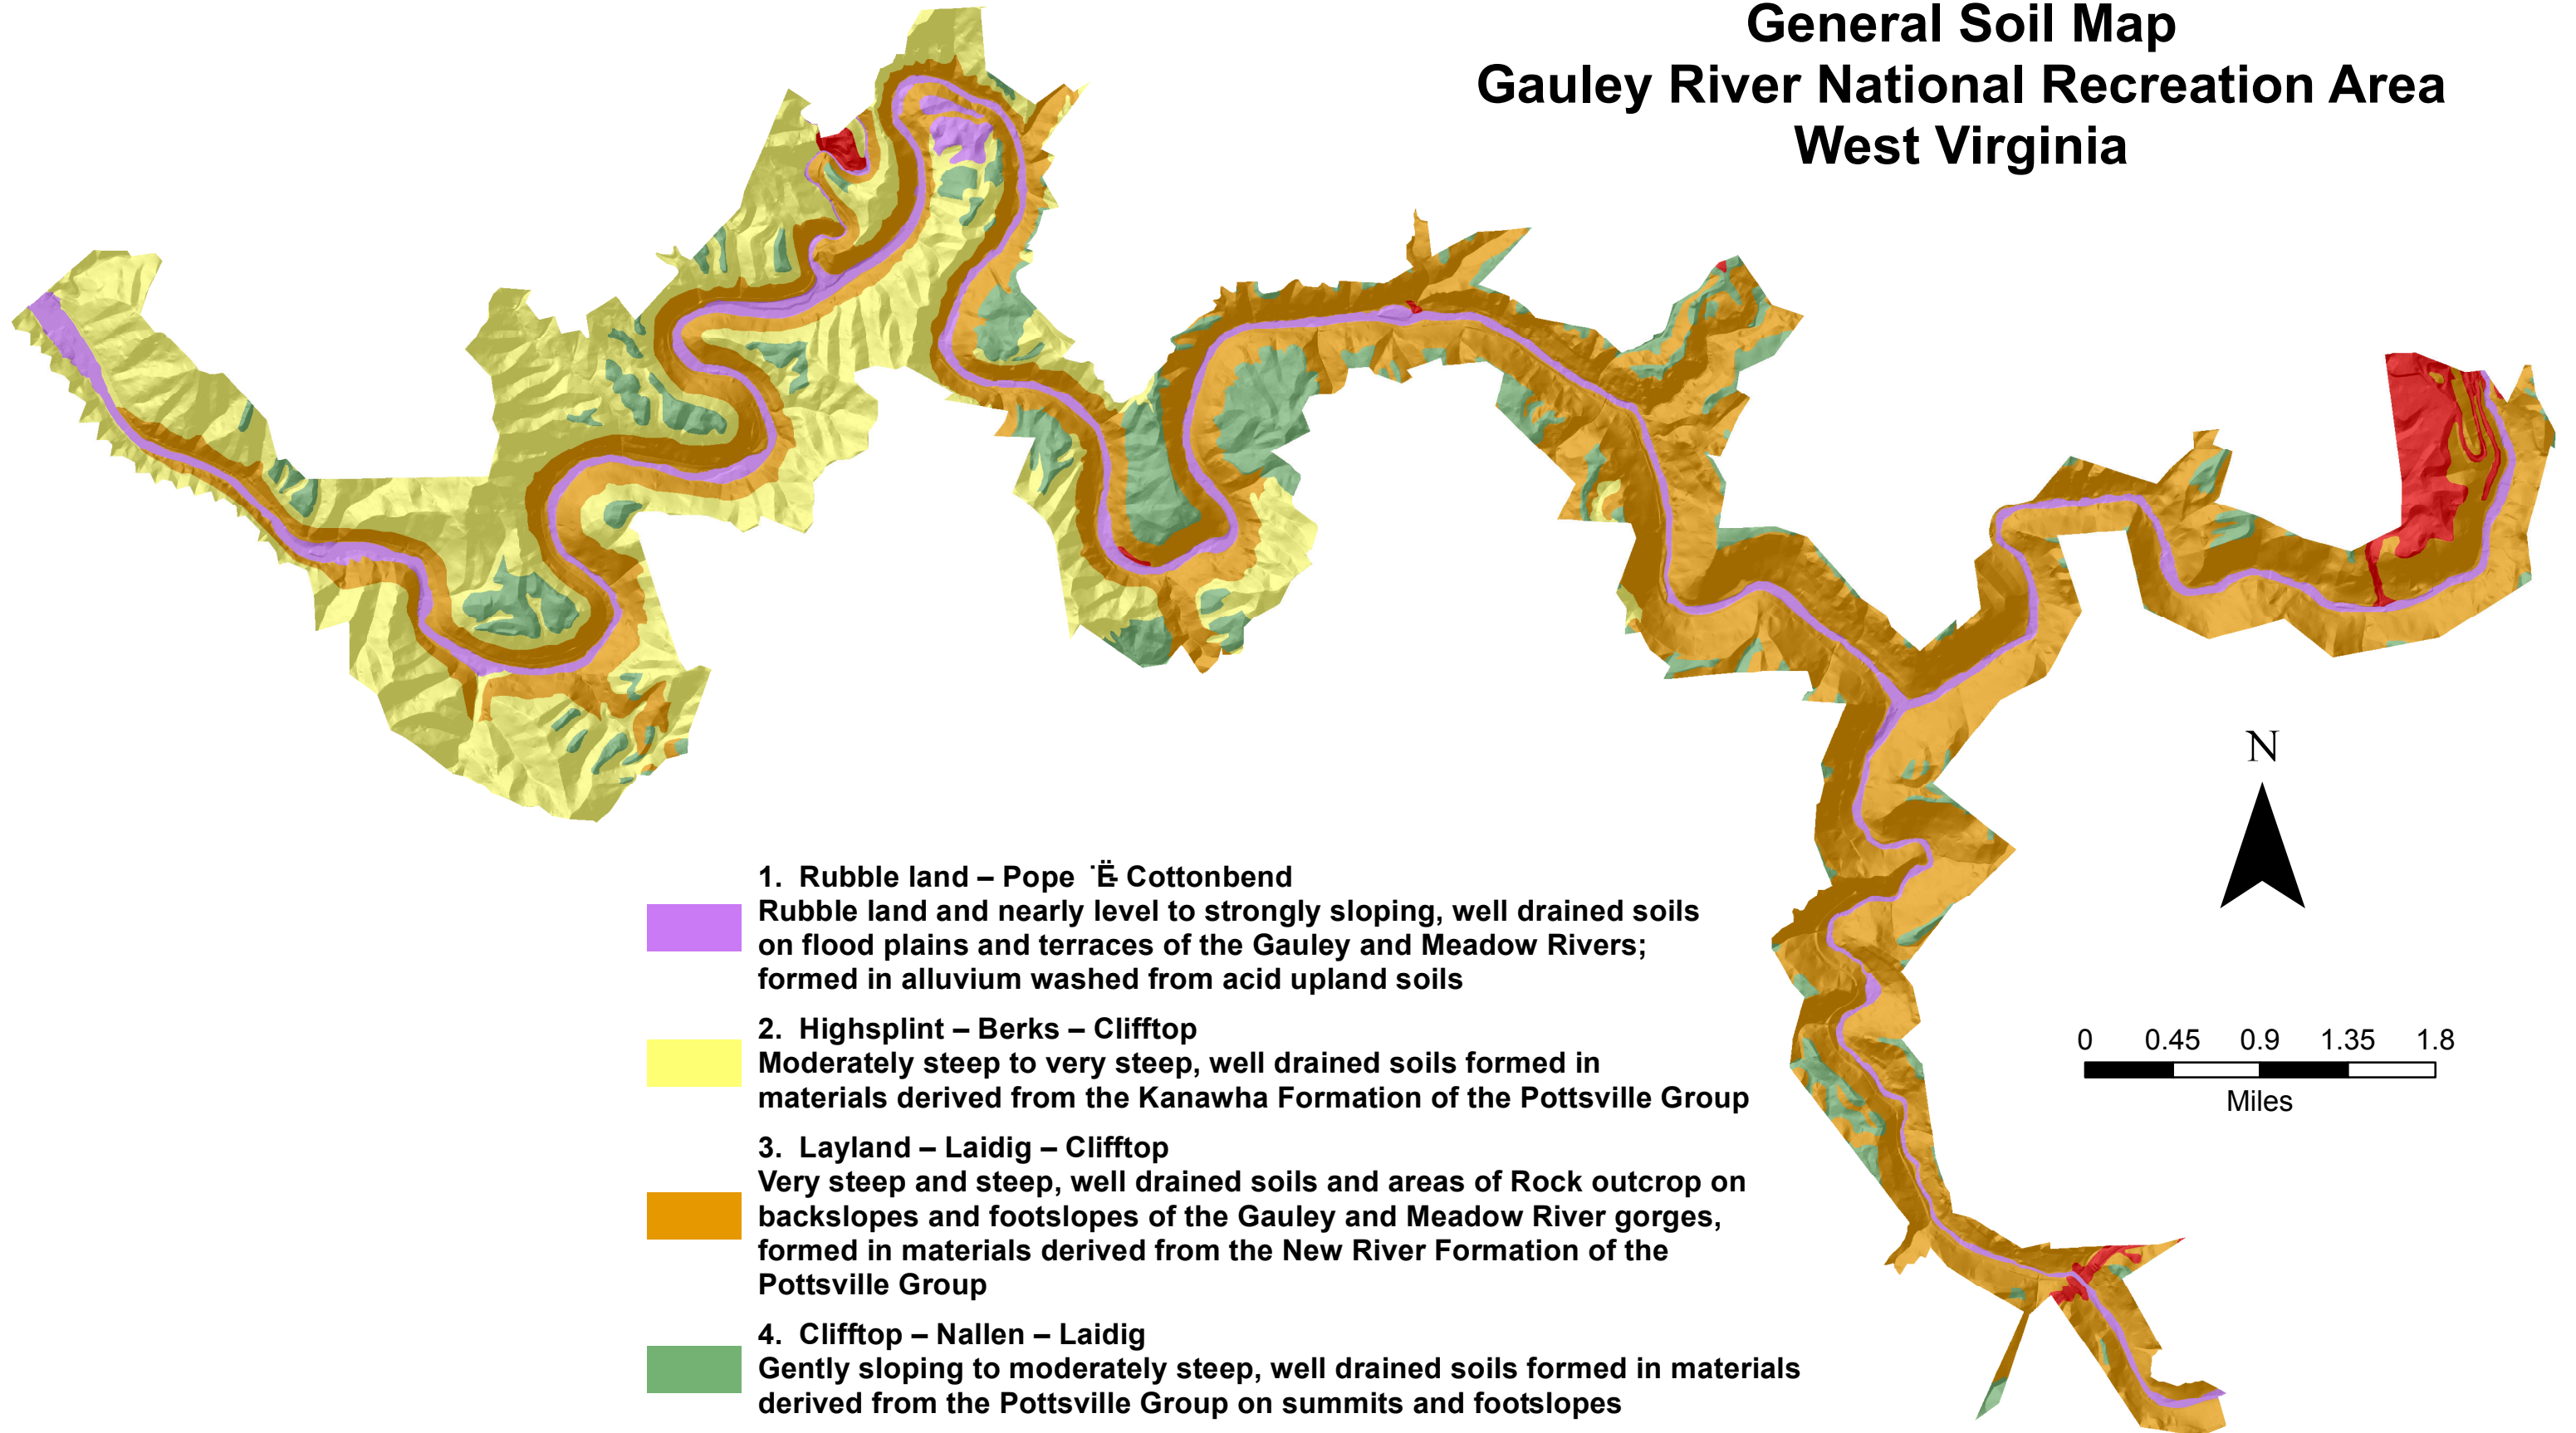 General Soil Map
Gauley River National Recreation Area
West Virginia
N
0 0.45 0.9 1.35 1.8
Miles
1. Rubble land – Pope ˙Ë- Cottonbend
Rubble land and nearly level to strongly sloping, well drained soils
on flood plains and terraces of the Gauley and Meadow Rivers;
formed in alluvium washed from acid upland soils
2. Highsplint – Berks – Clifftop
Moderately steep to very steep, well drained soils formed in
materials derived from the Kanawha Formation of the Pottsville Group
3. Layland – Laidig – Clifftop
Very steep and steep, well drained soils and areas of Rock outcrop on
backslopes and footslopes of the Gauley and Meadow River gorges,
formed in materials derived from the New River Formation of the
Pottsville Group
4. Clifftop – Nallen – Laidig
Gently sloping to moderately steep, well drained soils formed in materials
derived from the Pottsville Group on summits and footslopes